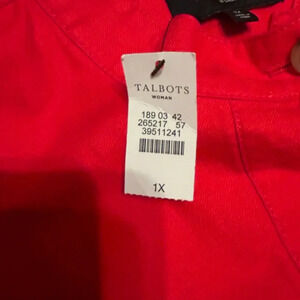 TALBOTS
WOMAN
189 03 42
265217 57
39511241
1X